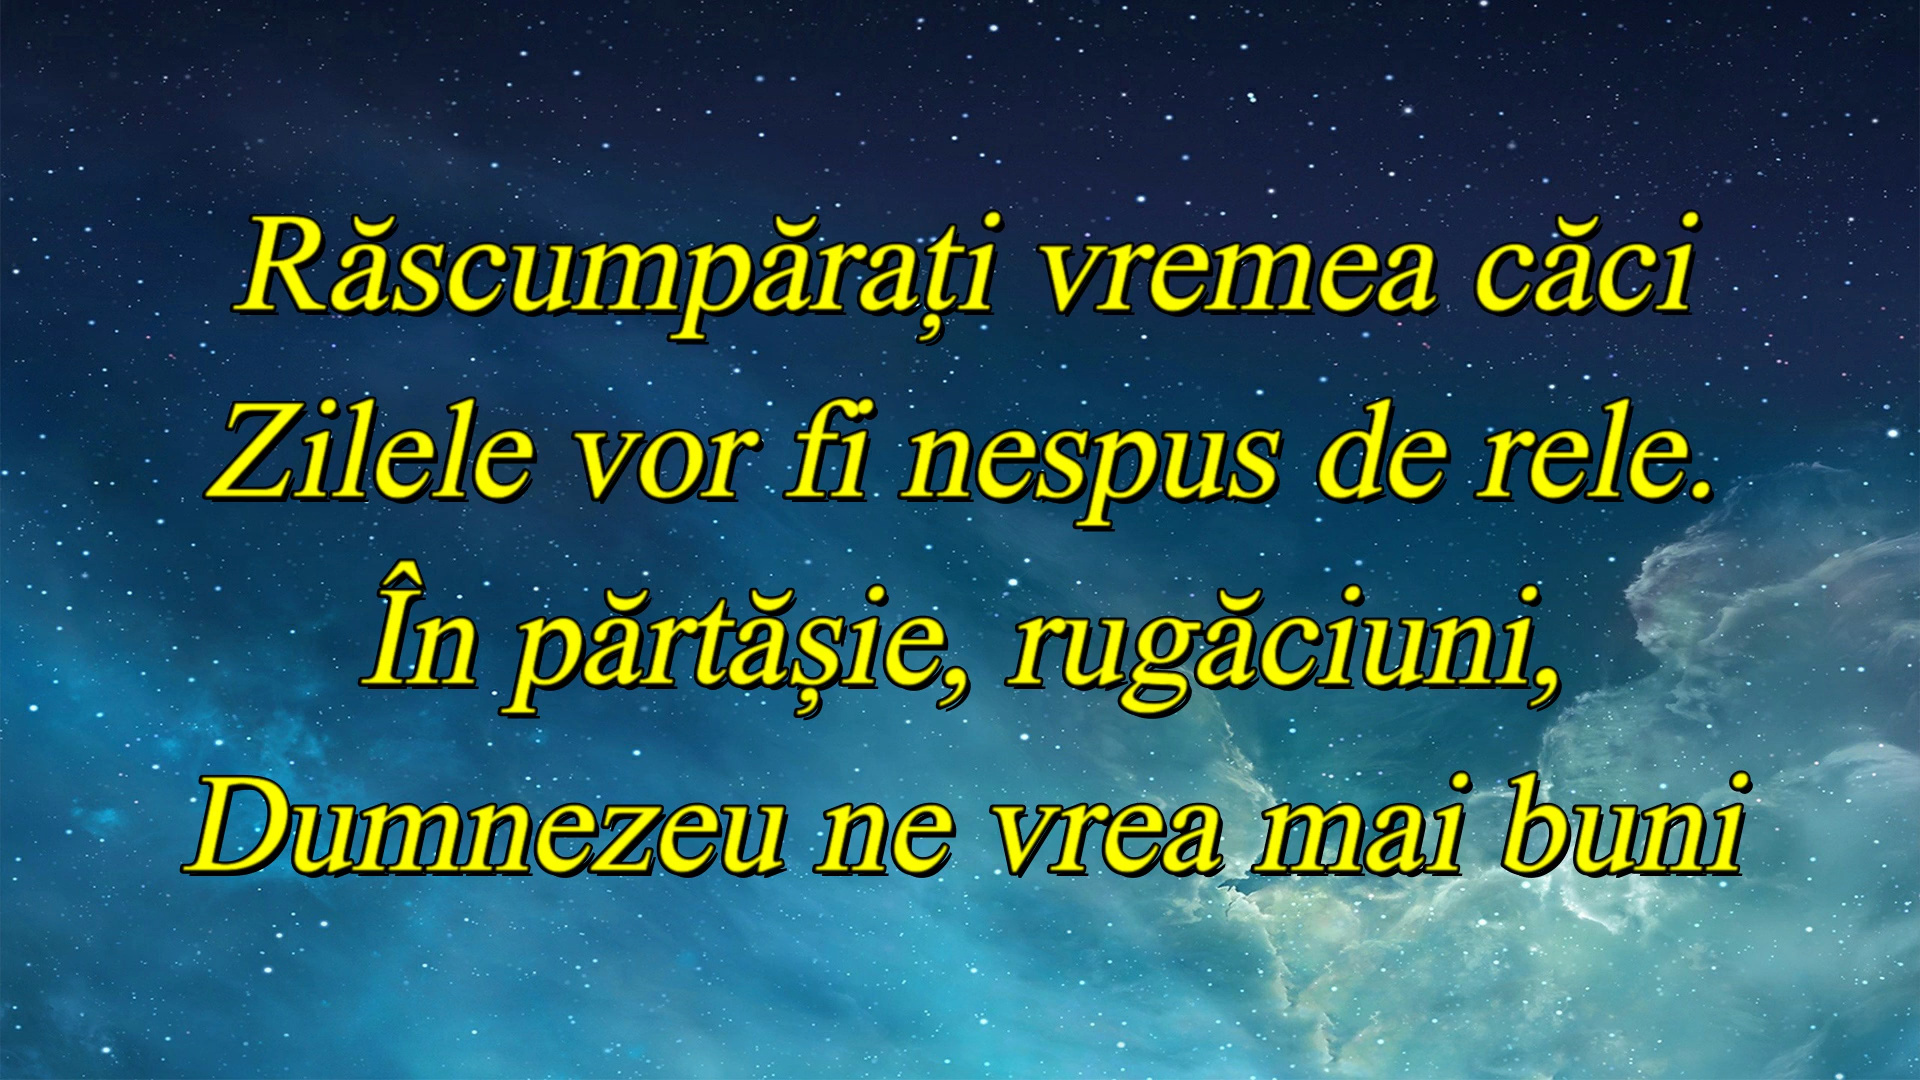 Răscumpărați vremea căci
Zilele vor fi nespus de rele.
În părtășie, rugăciuni,
Dumnezeu ne vrea mai buni